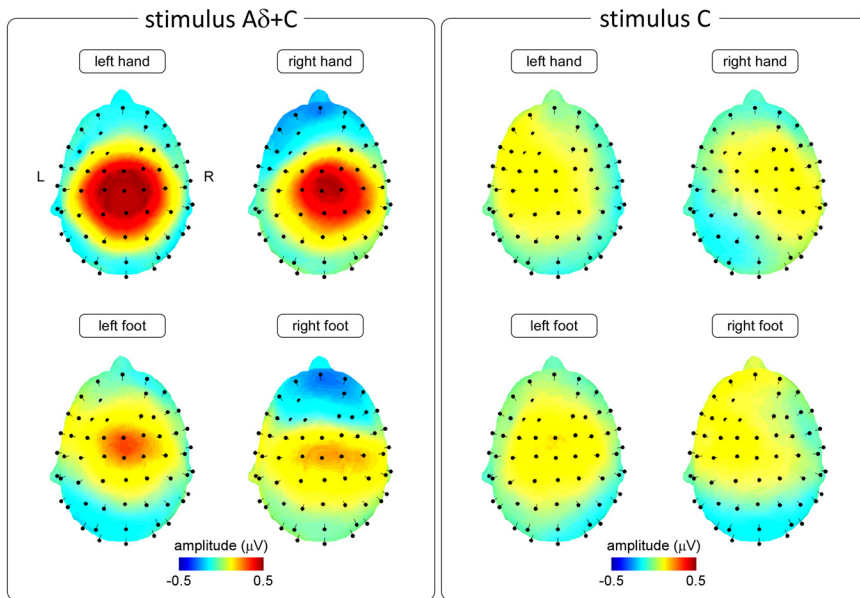 stimulus Aδ+C
left hand
right hand
L
R
left foot
right foot
amplitude (µV)
-0.5
0.5
stimulus C
left hand
right hand
left foot
right foot
amplitude (µV)
-0.5
0.5